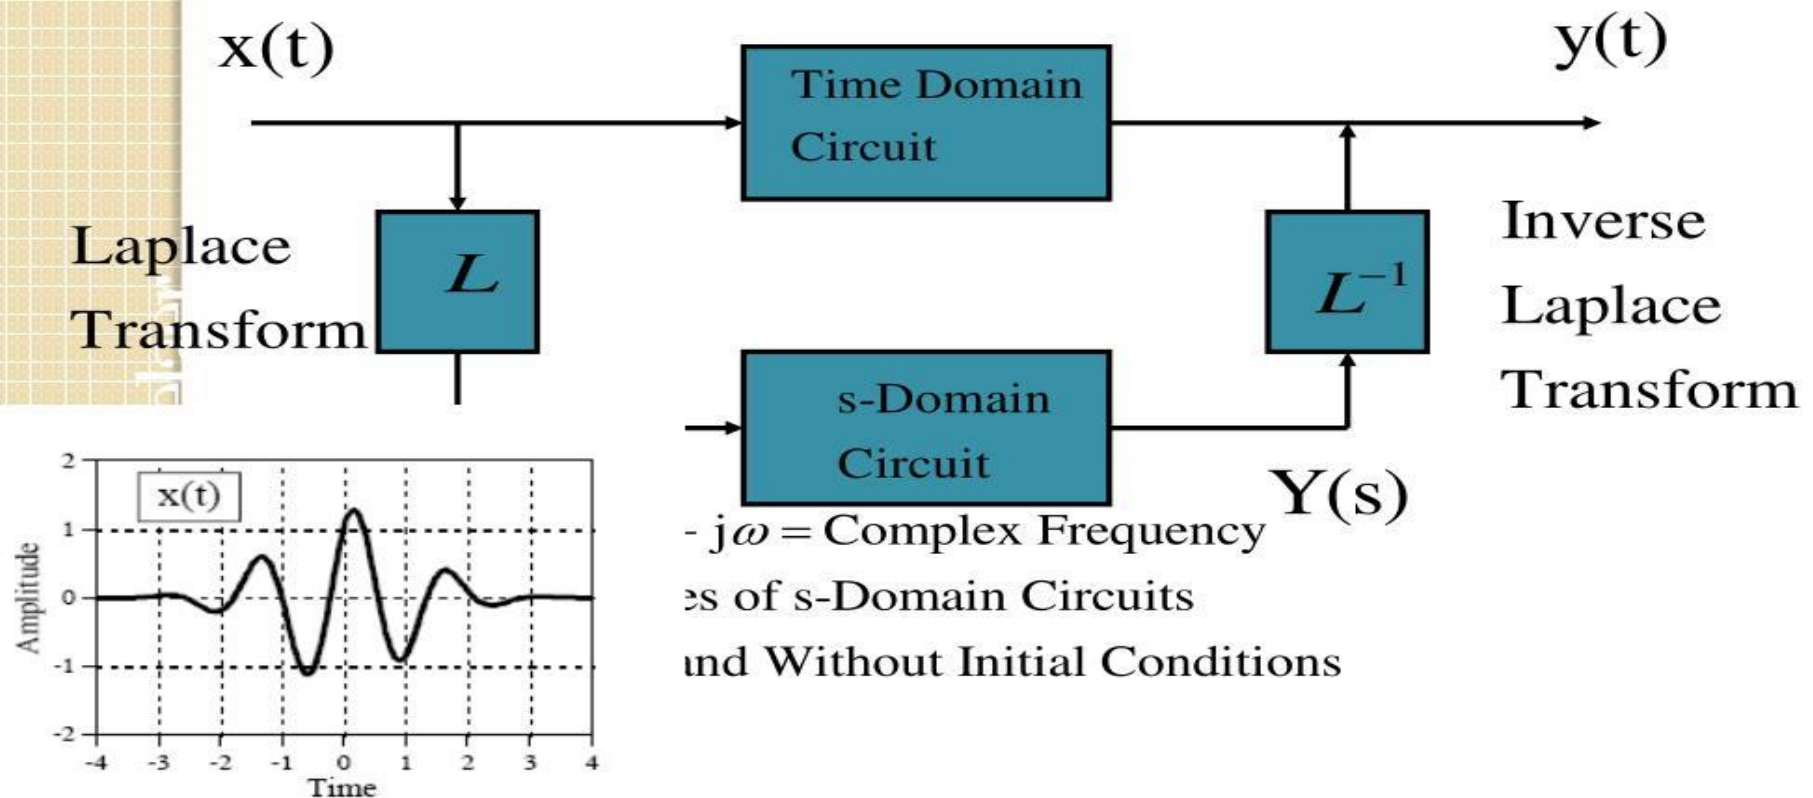 x(t)
y(t)
Time Domain
Circuit
Laplace
Transform
L
L⁻¹
Inverse
Laplace
Transform
s-Domain
Circuit
Y(s)
- jω = Complex Frequency
es of s-Domain Circuits
and Without Initial Conditions
x(t)
Amplitude
2
1
0
-1
-2
-4 -3 -2 -1 0 1 2 3 4
Time